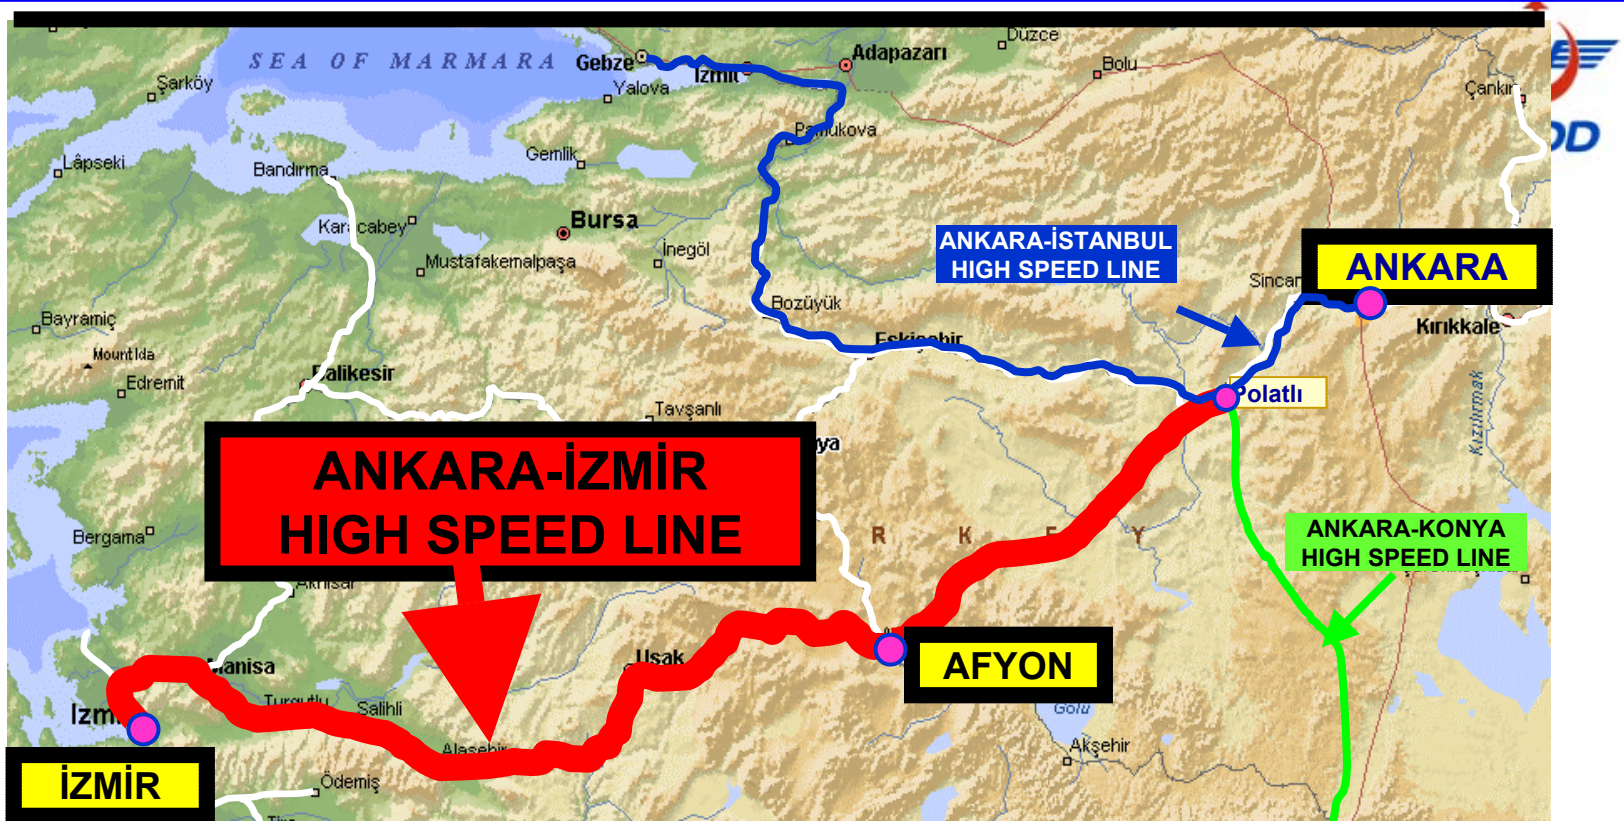 SEA OF MARMARA
Gebze
İzmit
Adapazarı
Düzce
Bolu
Çankırı
Şarköy
Yalova
Pamukova
Lâpseki
Bandırma
Gemlik
Karacabey
Bursa
Mustafakemalpaşa
İnegöl
ANKARA-İSTANBUL
HIGH SPEED LINE
ANKARA
Sincan
Kırıkkale
Bayramiç
Bozüyük
Mount Ida
Eskişehir
Edremit
Balikesir
Tavşanlı
Polatlı
Kızılırmak
ANKARA-İZMİR
HIGH SPEED LINE
R K E Y
ANKARA-KONYA
HIGH SPEED LINE
Bergama
Akhisar
Manisa
Uşak
AFYON
Turgutlu
Salihli
Gölü
Alaşehir
Akşehir
İZMİR
Ödemiş